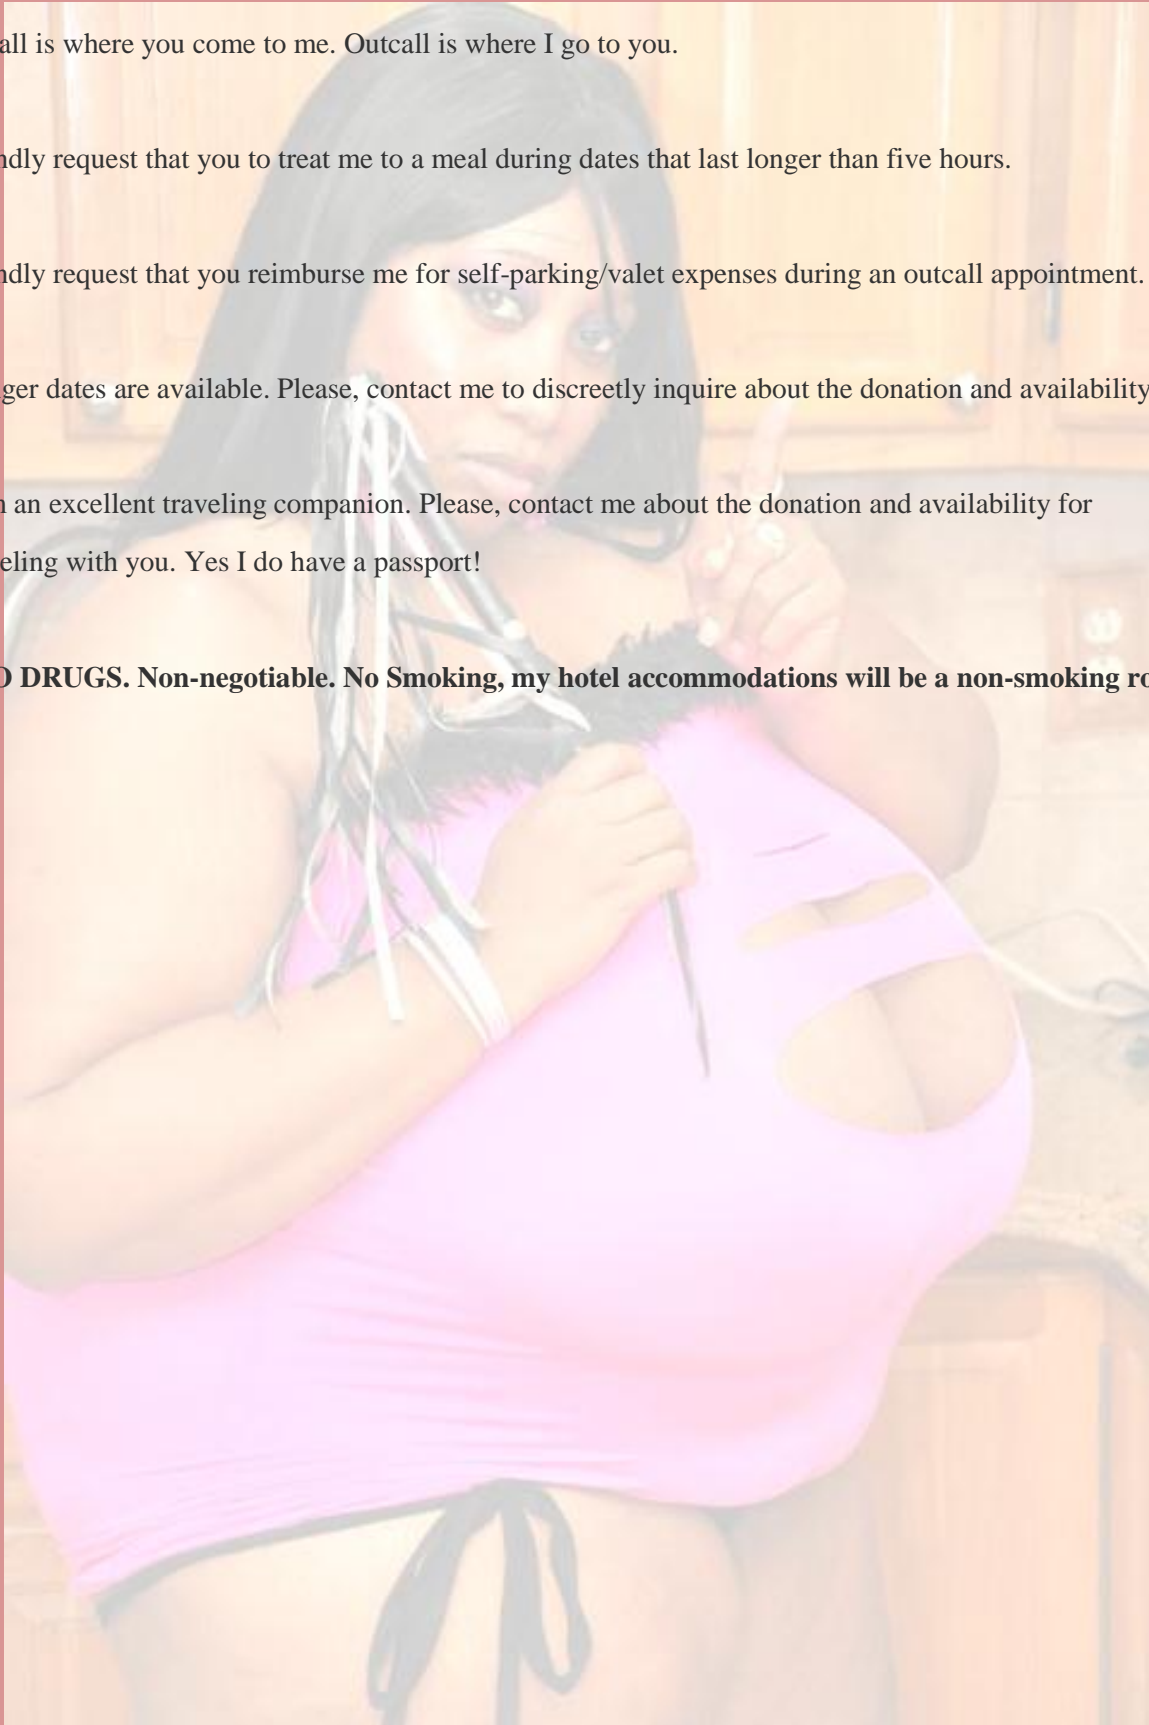 all is where you come to me. Outcall is where I go to you.
ndly request that you to treat me to a meal during dates that last longer than five hours.
ndly request that you reimburse me for self-parking/valet expenses during an outcall appointment.
ger dates are available. Please, contact me to discreetly inquire about the donation and availability
an excellent traveling companion. Please, contact me about the donation and availability for
eling with you. Yes I do have a passport!
DRUGS. Non-negotiable. No Smoking, my hotel accommodations will be a non-smoking ro